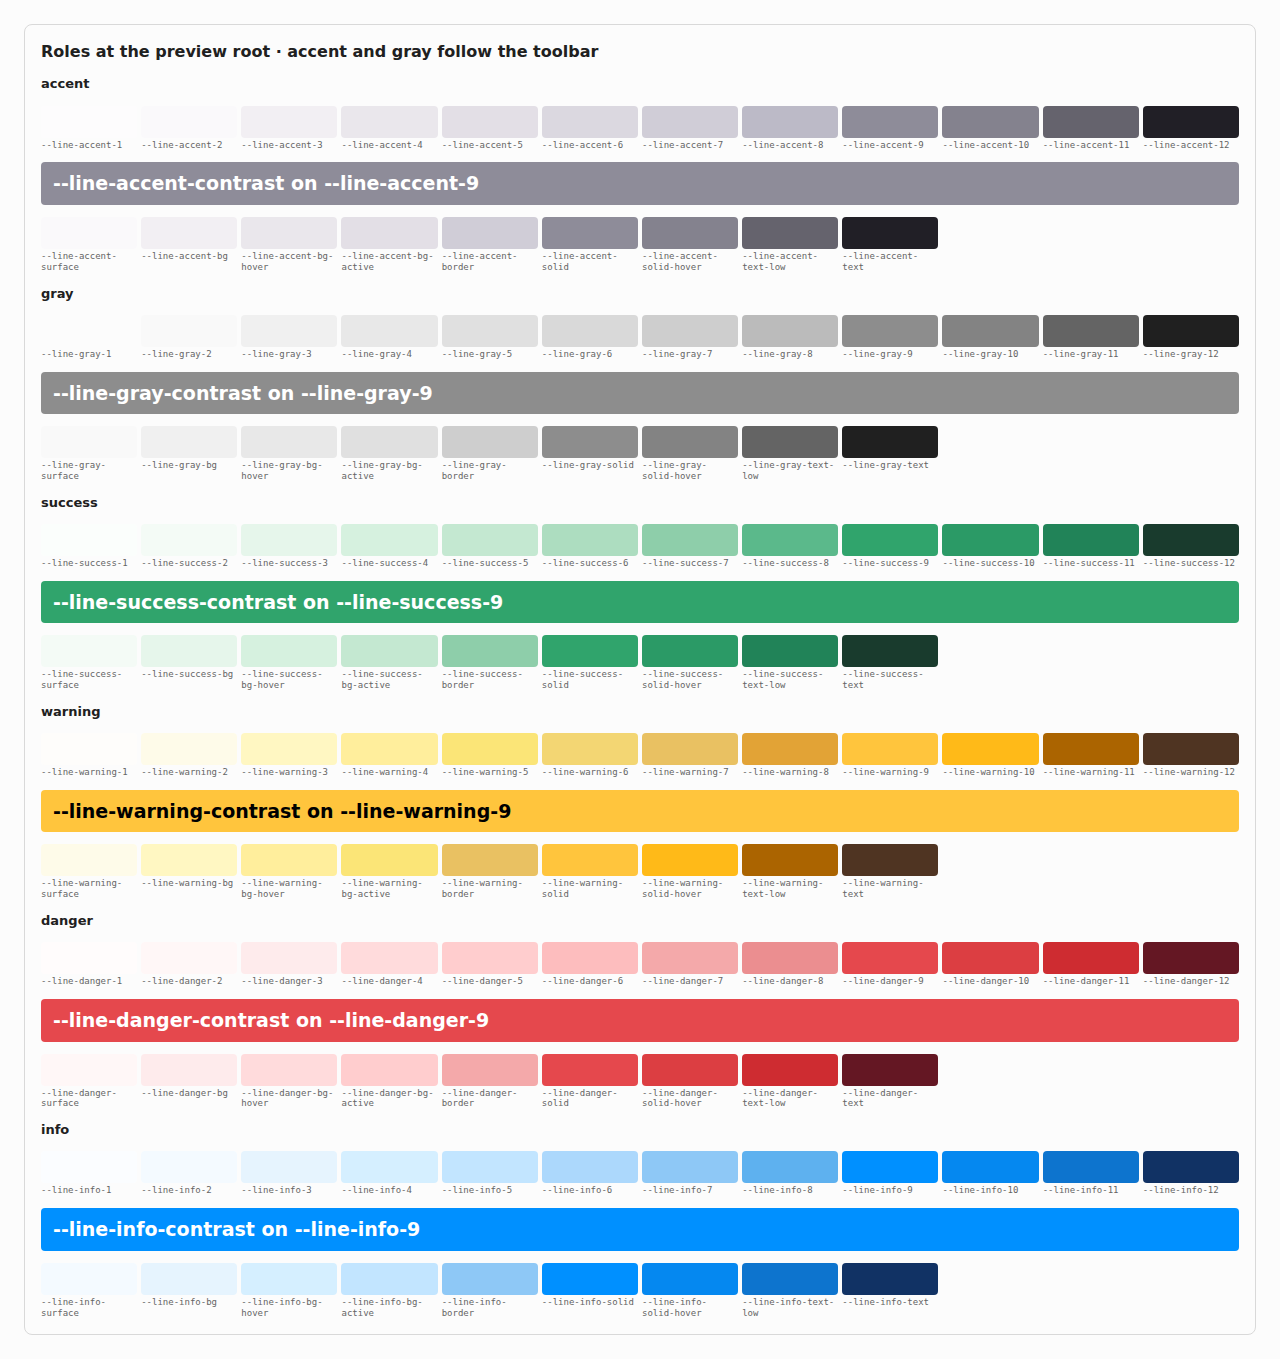 Roles at the preview root · accent and gray follow the toolbar
accent
--line-accent-1 --line-accent-2 --line-accent-3 --line-accent-4 --line-accent-5 --line-accent-6 --line-accent-7 --line-accent-8 --line-accent-9 --line-accent-10 --line-accent-11 --line-accent-12
--line-accent-contrast on --line-accent-9
--line-accent- --line-accent-bg --line-accent-bg- --line-accent-bg- --line-accent- --line-accent- --line-accent- --line-accent- --line-accent-
surface hover active border solid solid-hover text-low text
gray
--line-gray-1 --line-gray-2 --line-gray-3 --line-gray-4 --line-gray-5 --line-gray-6 --line-gray-7 --line-gray-8 --line-gray-9 --line-gray-10 --line-gray-11 --line-gray-12
--line-gray-contrast on --line-gray-9
--line-gray- --line-gray-bg --line-gray-bg- --line-gray-bg- --line-gray- --line-gray-solid --line-gray- --line-gray-text- --line-gray-text
surface hover active border solid-hover low
success
--line-success-1 --line-success-2 --line-success-3 --line-success-4 --line-success-5 --line-success-6 --line-success-7 --line-success-8 --line-success-9 --line-success-10 --line-success-11 --line-success-12
--line-success-contrast on --line-success-9
--line-success- --line-success-bg --line-success- --line-success- --line-success- --line-success- --line-success- --line-success- --line-success-
surface bg-hover bg-active border solid solid-hover text-low text
warning
--line-warning-1 --line-warning-2 --line-warning-3 --line-warning-4 --line-warning-5 --line-warning-6 --line-warning-7 --line-warning-8 --line-warning-9 --line-warning-10 --line-warning-11 --line-warning-12
--line-warning-contrast on --line-warning-9
--line-warning- --line-warning-bg --line-warning- --line-warning- --line-warning- --line-warning- --line-warning- --line-warning- --line-warning-
surface bg-hover bg-active border solid solid-hover text-low text
danger
--line-danger-1 --line-danger-2 --line-danger-3 --line-danger-4 --line-danger-5 --line-danger-6 --line-danger-7 --line-danger-8 --line-danger-9 --line-danger-10 --line-danger-11 --line-danger-12
--line-danger-contrast on --line-danger-9
--line-danger- --line-danger-bg --line-danger-bg- --line-danger-bg- --line-danger- --line-danger- --line-danger- --line-danger- --line-danger-
surface hover active border solid solid-hover text-low text
info
--line-info-1 --line-info-2 --line-info-3 --line-info-4 --line-info-5 --line-info-6 --line-info-7 --line-info-8 --line-info-9 --line-info-10 --line-info-11 --line-info-12
--line-info-contrast on --line-info-9
--line-info- --line-info-bg --line-info-bg- --line-info-bg- --line-info- --line-info-solid --line-info- --line-info-text- --line-info-text
surface hover active border solid-hover low